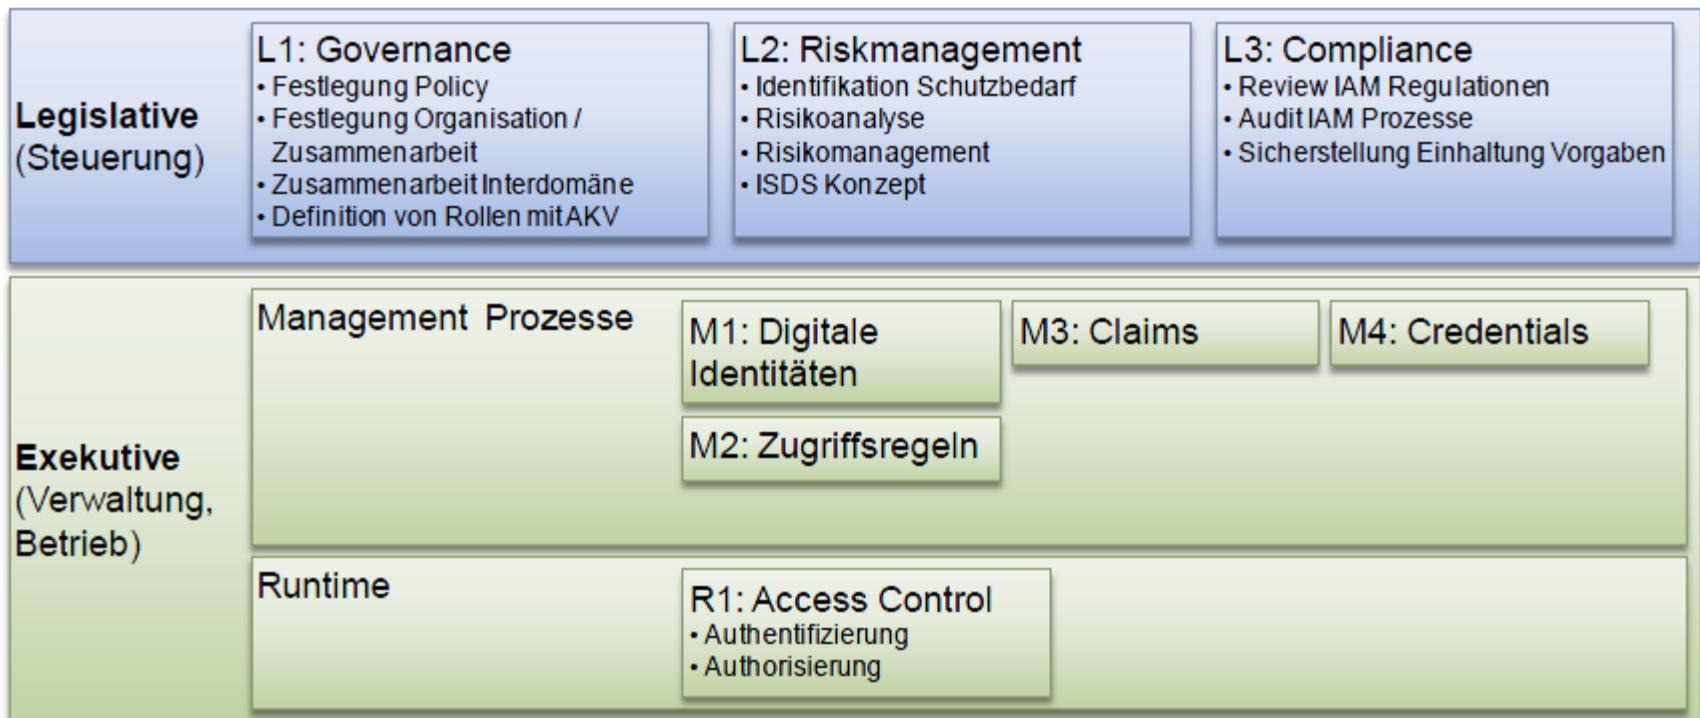 Legislative
(Steuerung)
L1: Governance
• Festlegung Policy
• Festlegung Organisation /
Zusammenarbeit
• Zusammenarbeit Interdomäne
• Definition von Rollen mit AKV
L2: Riskmanagement
• Identifikation Schutzbedarf
• Risikoanalyse
• Risikomanagement
• ISDS Konzept
L3: Compliance
• Review IAM Regulationen
• Audit IAM Prozesse
• Sicherstellung Einhaltung Vorgaben
Exekutive
(Verwaltung,
Betrieb)
Management Prozesse
M1: Digitale
Identitäten
M2: Zugriffsregeln
M3: Claims
M4: Credentials
Runtime
R1: Access Control
• Authentifizierung
• Authorisierung